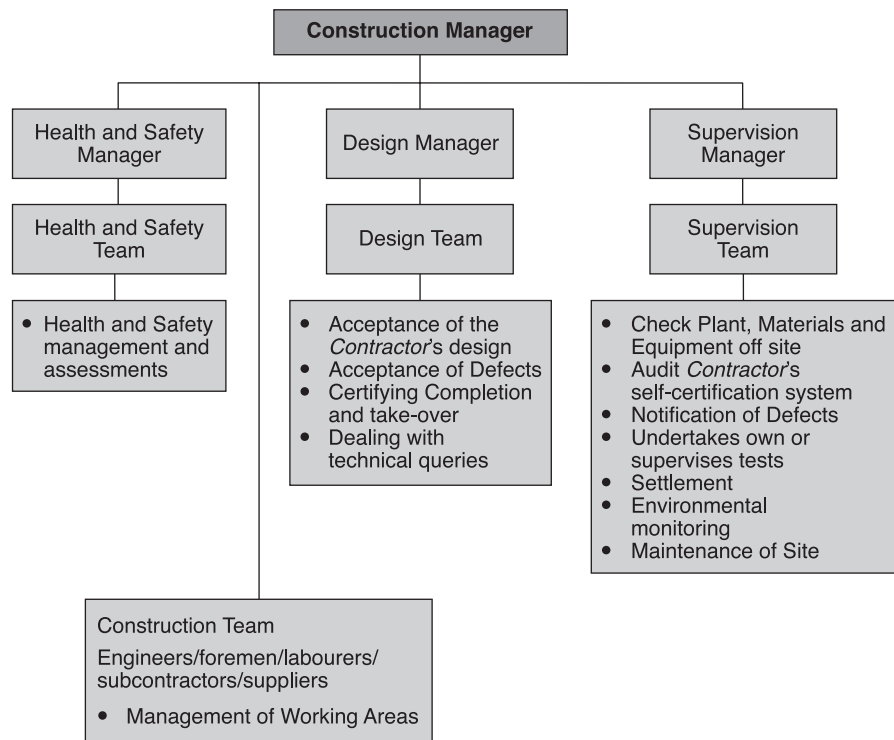 Construction Manager
Health and Safety
Manager
Design Manager
Supervision
Manager
Health and Safety
Team
Design Team
Supervision
Team
• Health and Safety
management and
assessments
• Acceptance of the
Contractor's design
• Acceptance of Defects
• Certifying Completion
and take-over
• Dealing with
technical queries
• Check Plant, Materials and
Equipment off site
• Audit Contractor's
self-certification system
• Notification of Defects
• Undertakes own or
supervises tests
• Settlement
• Environmental
monitoring
• Maintenance of Site
Construction Team
Engineers/foremen/labourers/
subcontractors/suppliers
• Management of Working Areas